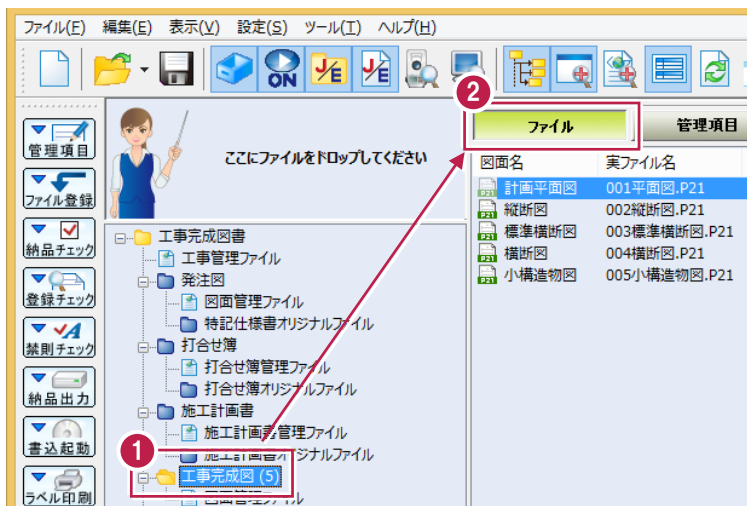 ファイル(F) 編集(E) 表示(V) 設定(S) ツール(T) ヘルプ(H)
ON J/E J/E
2
ファイル 管理項目
管理項目
ファイル登録
納品チェック
登録チェック
禁則チェック
納品出力
書込起動
ラベル印刷
ここにファイルをドロップしてください
工事完成図書
工事管理ファイル
発注図
図面管理ファイル
特記仕様書オリジナルファイル
打合せ簿
打合せ簿管理ファイル
打合せ簿オリジナルファイル
施工計画書
施工計画書管理ファイル
施工計画書オリジナルファイル
1
工事完成図 (5)
図面管理ファイル
図面名 実ファイル名
P21 計画平面図 001平面図.P21
P21 縦断図 002縦断図.P21
P21 標準横断図 003標準横断図.P21
P21 横断図 004横断図.P21
P21 小構造物図 005小構造物図.P21